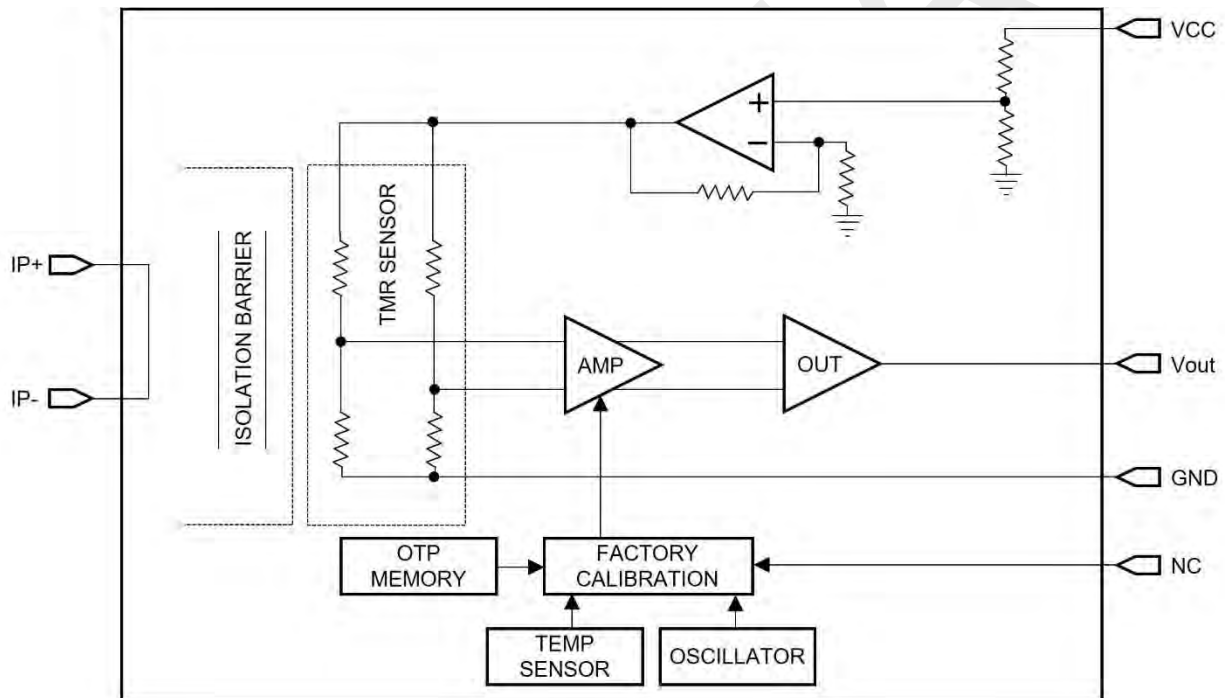 VCC
+
−
TMR SENSOR
IP+
ISOLATION BARRIER
AMP
OUT
Vout
IP-
GND
OTP
MEMORY
FACTORY
CALIBRATION
NC
TEMP
SENSOR
OSCILLATOR